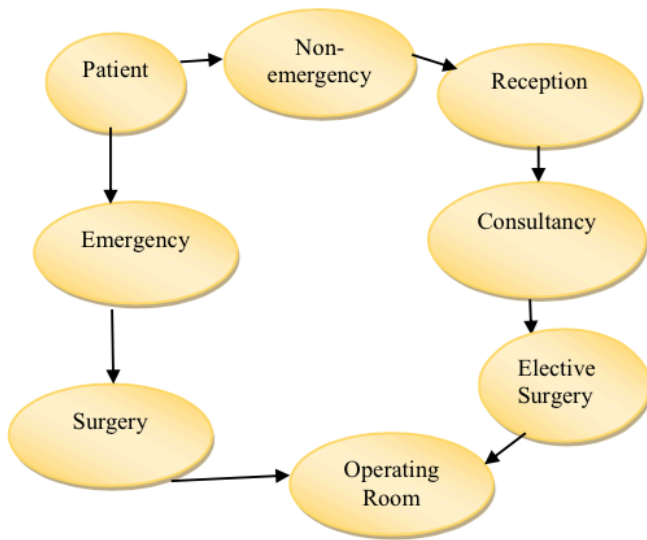 Patient
Non-
emergency
Reception
Emergency
Consultancy
Surgery
Elective
Surgery
Operating
Room